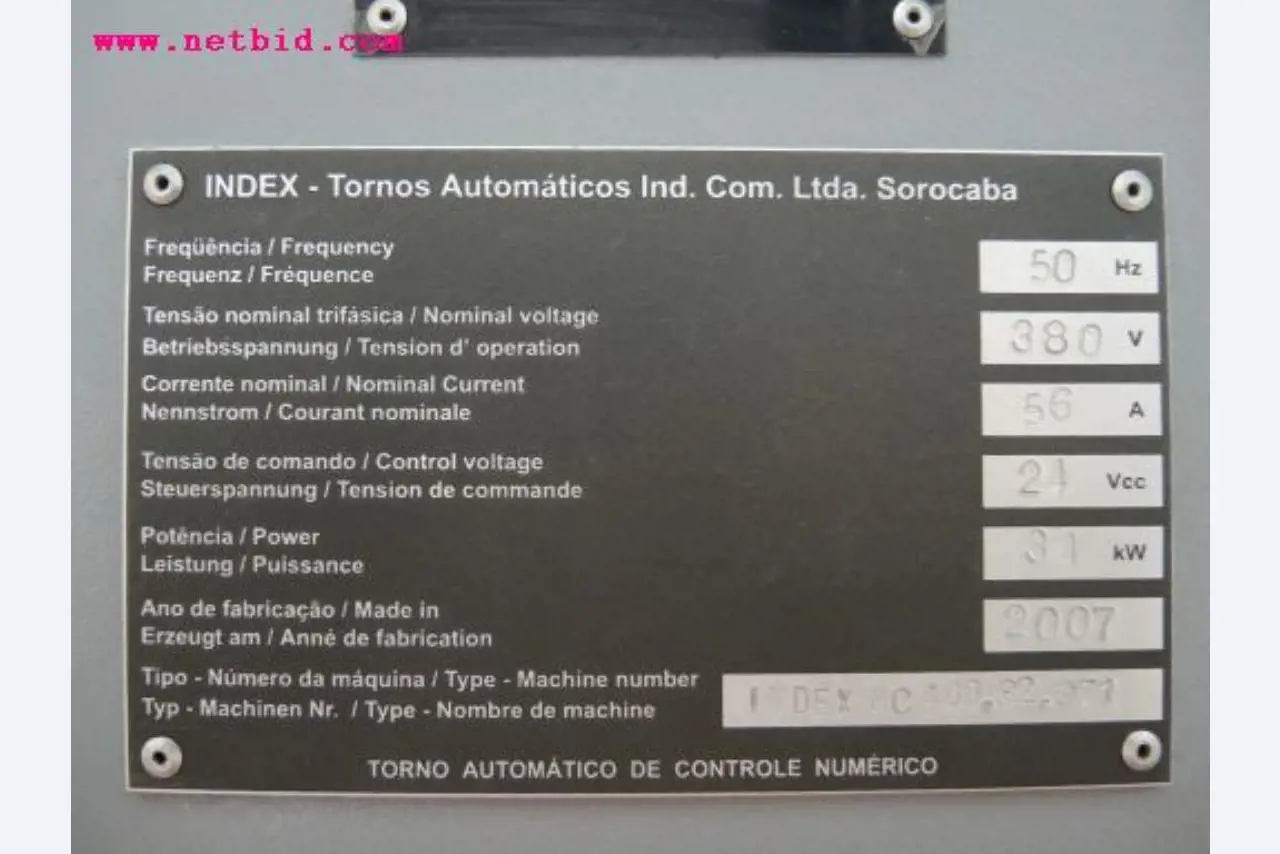 www.netbid.com
INDEX - Tornos Automáticos Ind. Com. Ltda. Sorocaba
Freqüência / Frequency
Frequenz / Fréquence
50 Hz
Tensão nominal trifásica / Nominal voltage
Betriebsspannung / Tension d' operation
380 V
Corrente nominal / Nominal Current
Nennstrom / Courant nominale
56 A
Tensão de comando / Control voltage
Steuerspannung / Tension de commande
24 Vcc
Potência / Power
Leistung / Puissance
31 kW
Ano de fabricação / Made in
Erzeugt am / Anné de fabrication
2007
Tipo - Número da máquina / Type - Machine number
Typ - Machinen Nr. / Type - Nombre de machine
INDEX
TORNO AUTOMÁTICO DE CONTROLE NUMÉRICO